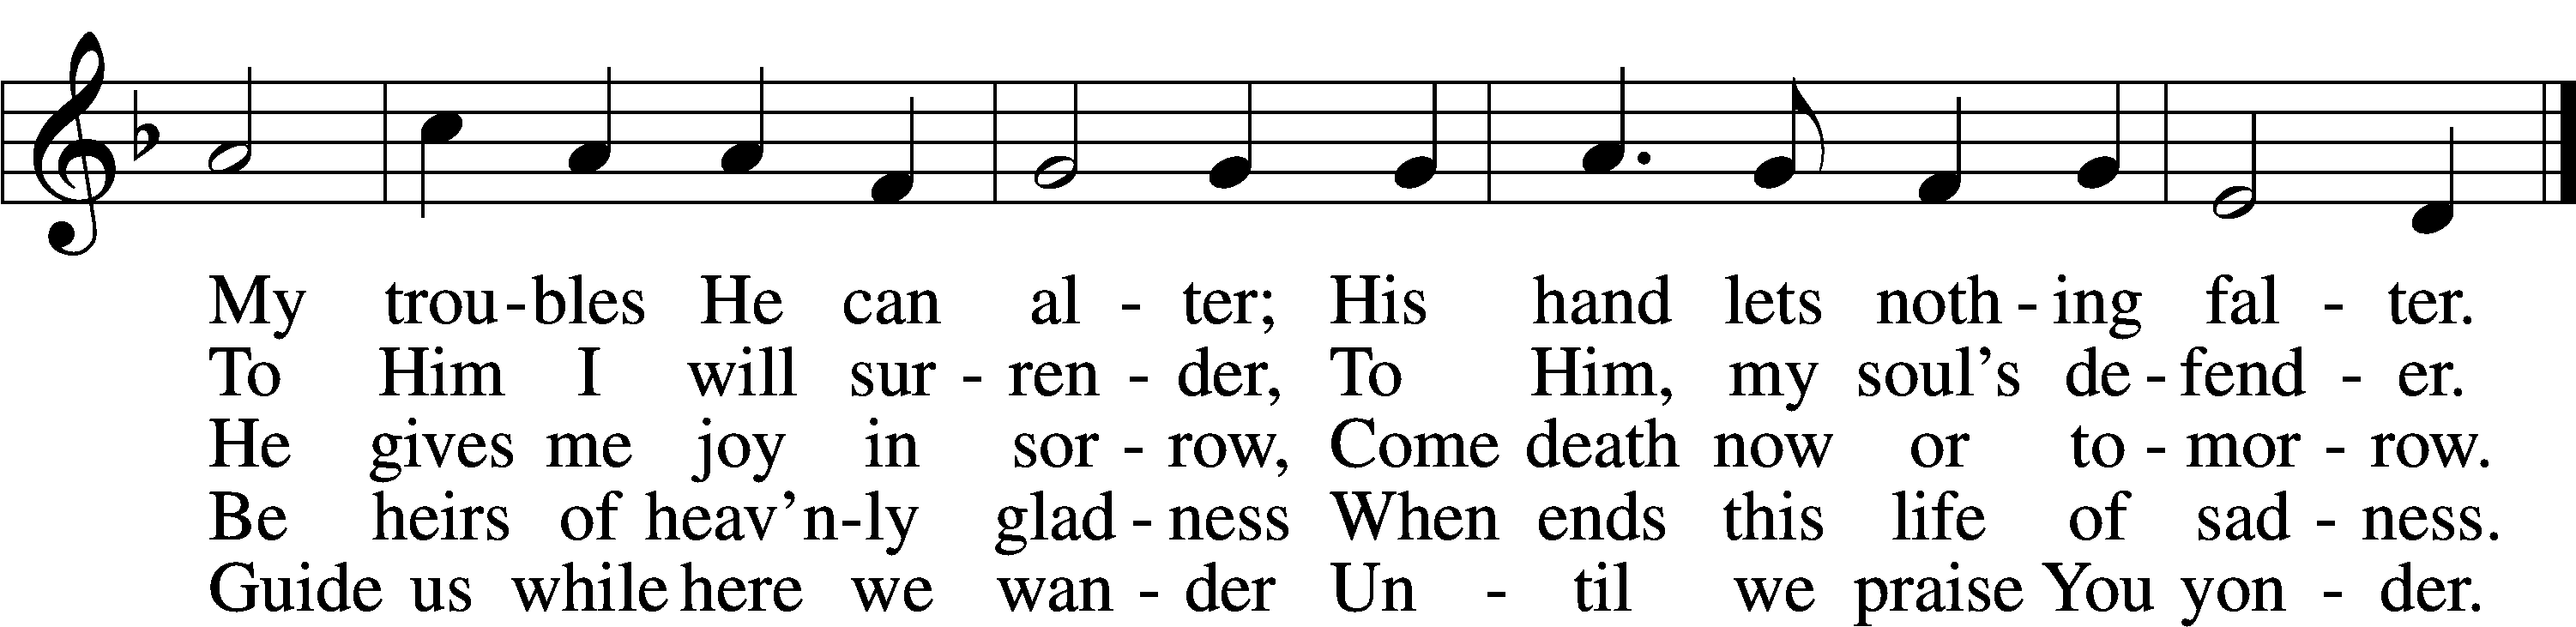 My trou - bles He can al - ter; His hand lets noth - ing fal - ter.
To Him I will sur - ren - der, To Him, my soul's de - fend - er.
He gives me joy in sor - row, Come death now or to - mor - row.
Be heirs of heav'n - ly glad - ness When ends this life of sad - ness.
Guide us while here we wan - der Un - til we praise You yon - der.